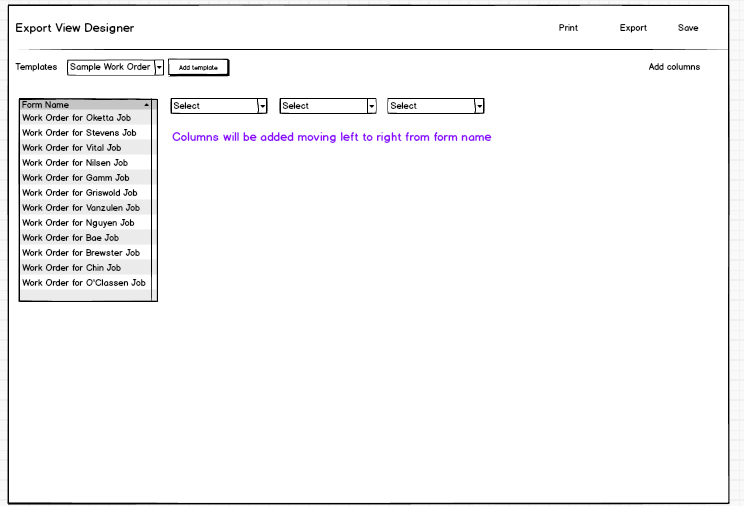 Export View Designer
Print
Export
Save
Templates
Sample Work Order
Add template
Add columns
Form Name
Select
Select
Select
Work Order for Oketta Job
Work Order for Stevens Job
Columns will be added moving left to right from form name
Work Order for Vital Job
Work Order for Nilsen Job
Work Order for Gamm Job
Work Order for Griswold Job
Work Order for Vanzulen Job
Work Order for Nguyen Job
Work Order for Bae Job
Work Order for Brewster Job
Work Order for Chin Job
Work Order for O'Classen Job